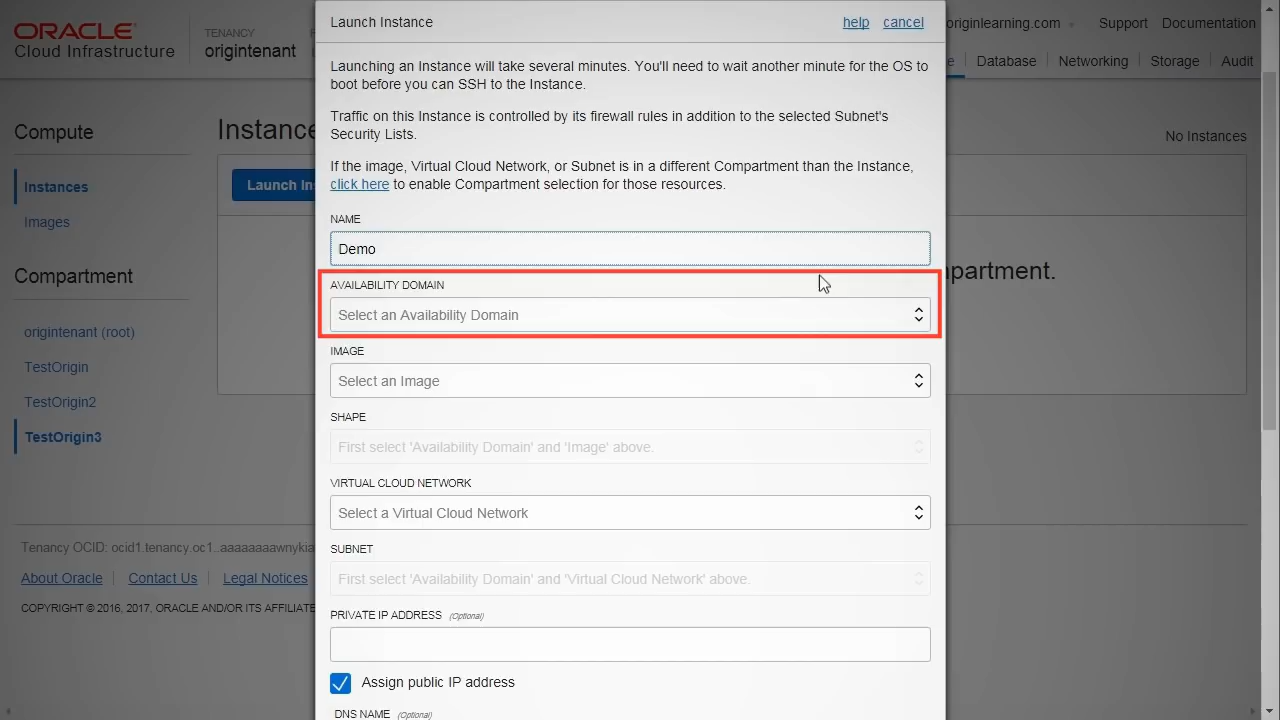 ORACLE
Cloud Infrastructure
TENANCY
origintenant
originlearning.com
Support
Documentation
Database
Networking
Storage
Audit
Compute
Instances
Images
Compartment
origintenant (root)
TestOrigin
TestOrigin2
TestOrigin3
Instance
No Instances
Launch In
partment.
Launch Instance
help
cancel
Launching an Instance will take several minutes. You'll need to wait another minute for the OS to
boot before you can SSH to the Instance.
Traffic on this Instance is controlled by its firewall rules in addition to the selected Subnet's
Security Lists.
If the image, Virtual Cloud Network, or Subnet is in a different Compartment than the Instance,
click here to enable Compartment selection for those resources.
NAME
Demo
AVAILABILITY DOMAIN
Select an Availability Domain
IMAGE
Select an Image
SHAPE
First select 'Availability Domain' and 'Image' above.
VIRTUAL CLOUD NETWORK
Select a Virtual Cloud Network
SUBNET
First select 'Availability Domain' and 'Virtual Cloud Network' above.
PRIVATE IP ADDRESS (Optional)
Assign public IP address
DNS NAME (Optional)
Tenancy OCID: ocid1.tenancy.oc1..aaaaaaaawnykia
About Oracle
Contact Us
Legal Notices
COPYRIGHT © 2016, 2017, ORACLE AND/OR ITS AFFILIATE